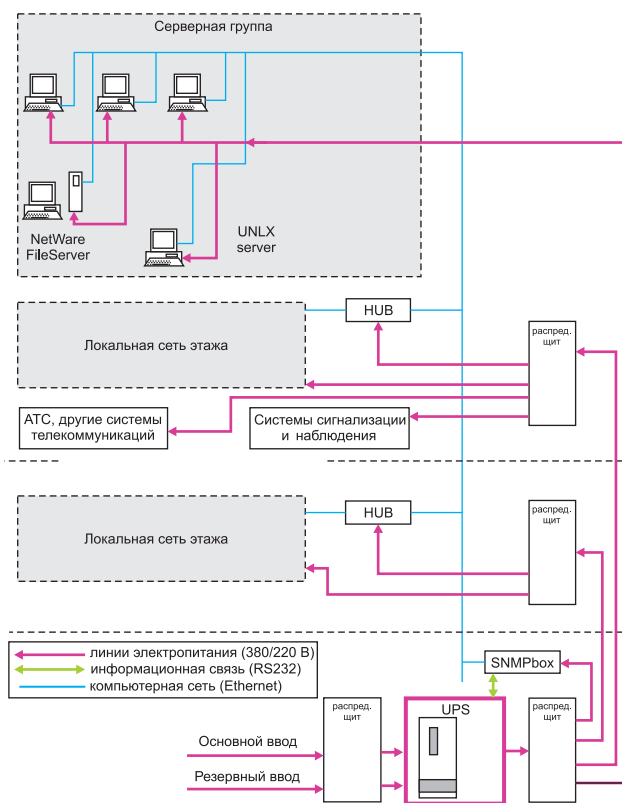 Серверная группа
NetWare
FileServer
UNLX
server
HUB
распред.
щит
Локальная сеть этажа
АТС, другие системы
телекоммуникаций
Системы сигнализации
и наблюдения
HUB
распред.
щит
Локальная сеть этажа
линии электропитания (380/220 В)
информационная связь (RS232)
компьютерная сеть (Ethernet)
SNMPbox
распред.
щит
UPS
распред.
щит
Основной ввод
Резервный ввод